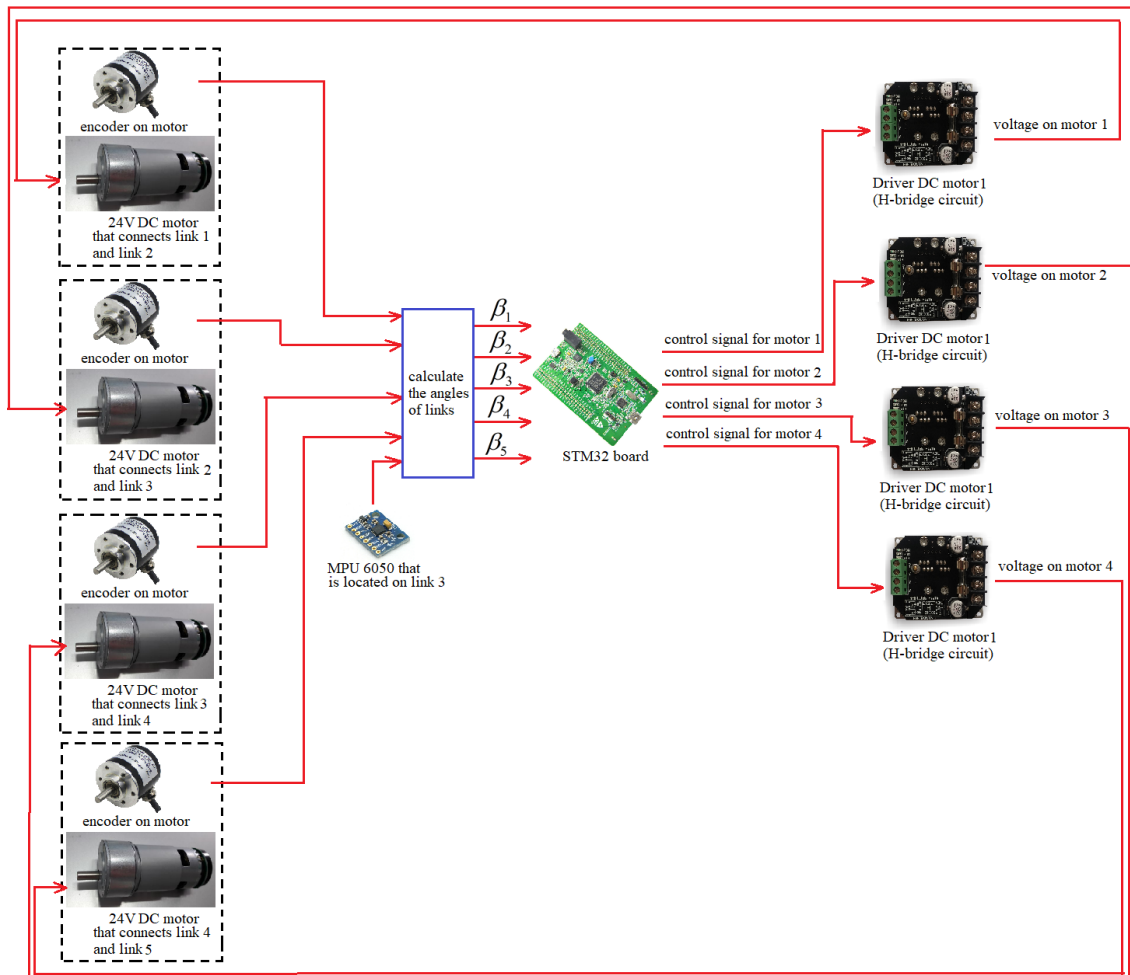 encoder on motor
24V DC motor
that connects link 1
and link 2
encoder on motor
24V DC motor
that connects link 2
and link 3
encoder on motor
24V DC motor
that connects link 3
and link 4
encoder on motor
24V DC motor
that connects link 4
and link 5
calculate
the angles
of links
β₁
β₂
β₃
β₄
β₅
MPU 6050 that
is located on link 3
STM32 board
control signal for motor 1
control signal for motor 2
control signal for motor 3
control signal for motor 4
Driver DC motor1
(H-bridge circuit)
voltage on motor 1
Driver DC motor1
(H-bridge circuit)
voltage on motor 2
Driver DC motor1
(H-bridge circuit)
voltage on motor 3
Driver DC motor1
(H-bridge circuit)
voltage on motor 4